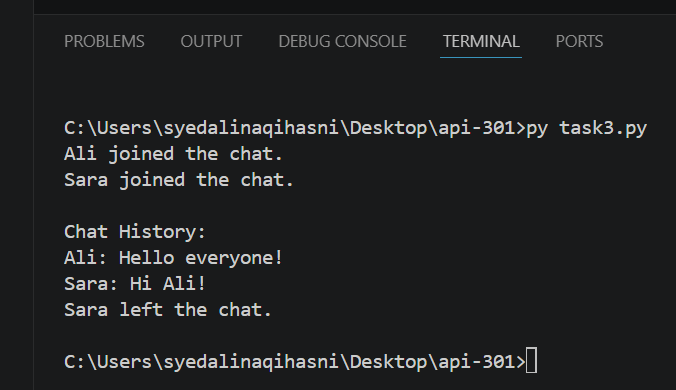 PROBLEMS OUTPUT DEBUG CONSOLE TERMINAL PORTS
C:\Users\syedalinaqihasni\Desktop\api-301>py task3.py
Ali joined the chat.
Sara joined the chat.
Chat History:
Ali: Hello everyone!
Sara: Hi Ali!
Sara left the chat.
C:\Users\syedalinaqihasni\Desktop\api-301>